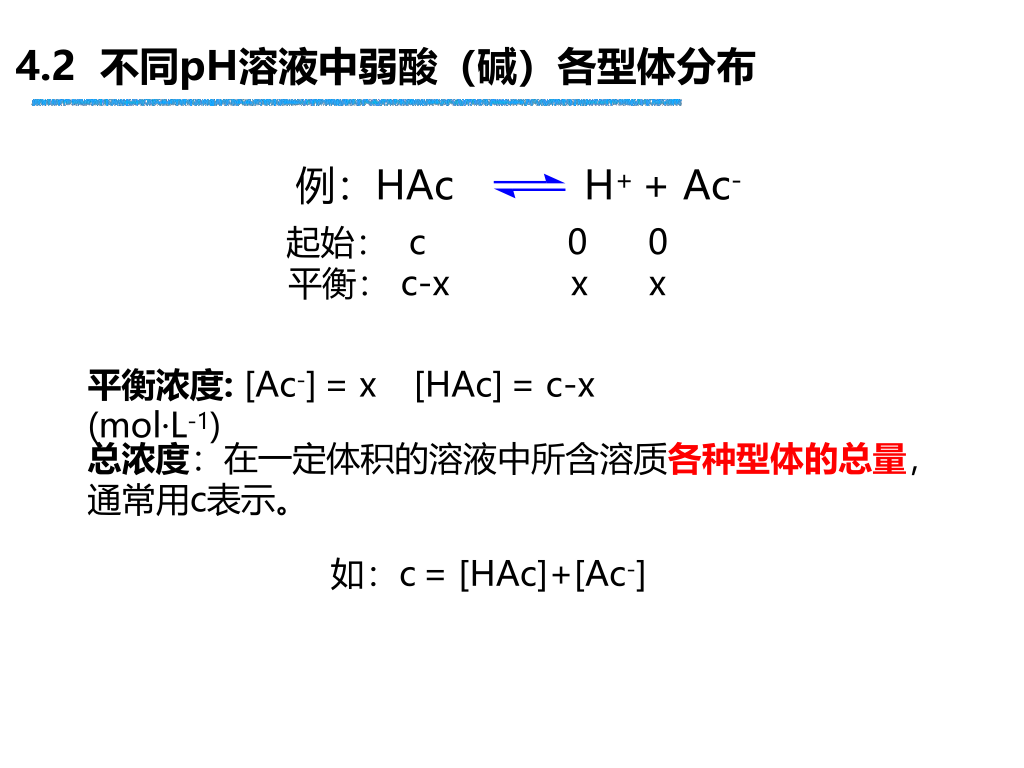 4.2 不同pH溶液中弱酸（碱）各型体分布
例：HAc ⇌ H⁺ + Ac⁻
起始： c 0 0
平衡： c-x x x
平衡浓度: [Ac⁻] = x [HAc] = c-x
(mol·L⁻¹)
总浓度：在一定体积的溶液中所含溶质各种型体的总量，
通常用c表示。
如：c = [HAc]+[Ac⁻]